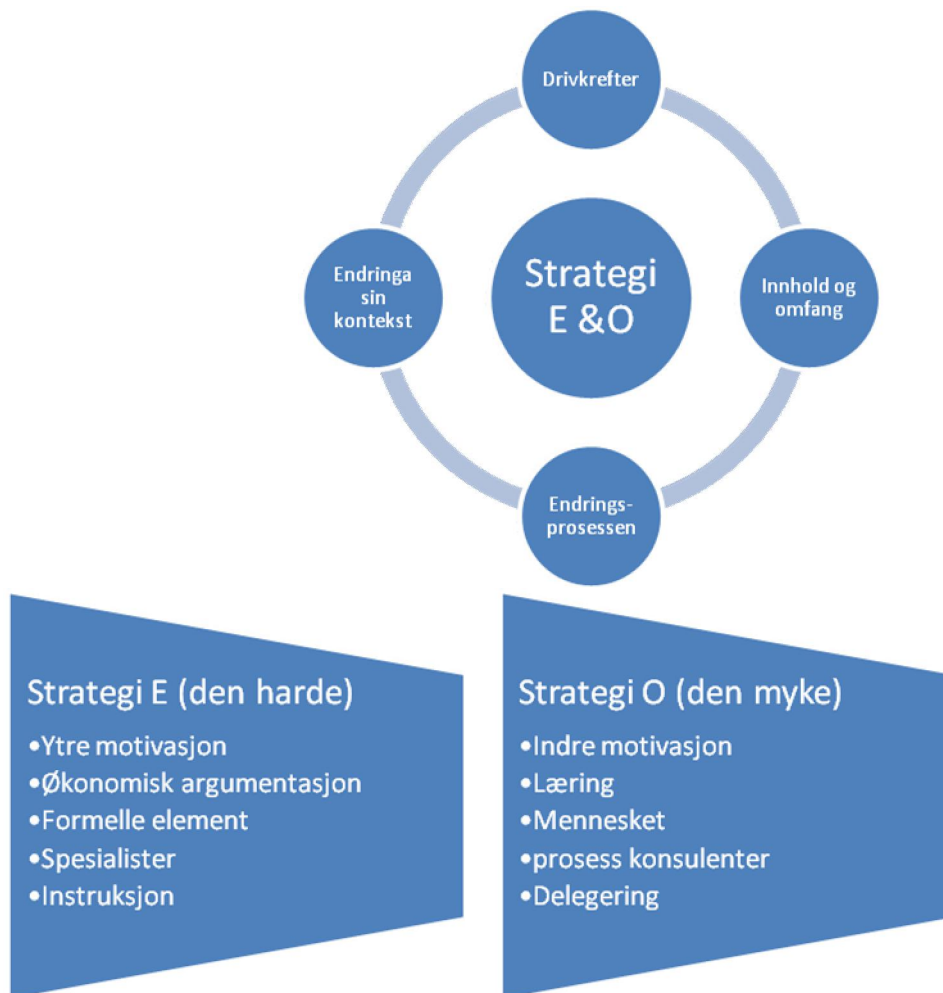 Drivkrefter
Endringa
sin
kontekst
Strategi
E &O
Innhold og
omfang
Endrings-
prosessen
Strategi E (den harde)
•Ytre motivasjon
•Økonomisk argumentasjon
•Formelle element
•Spesialister
•Instruksjon
Strategi O (den myke)
•Indre motivasjon
•Læring
•Mennesket
•prosess konsulenter
•Delegering